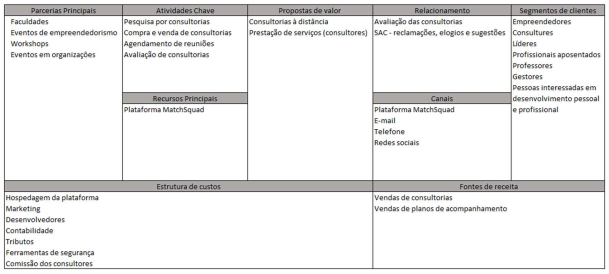 Parcerias Principais
Faculdades
Eventos de empreendedorismo
Workshops
Eventos em organizações
Atividades Chave
Pesquisa por consultorias
Compra e venda de consultorias
Agendamento de reuniões
Avaliação de consultorias
Recursos Principais
Plataforma MatchSquad
Propostas de valor
Consultorias à distância
Prestação de serviços (consultores)
Relacionamento
Avaliação das consultorias
SAC - reclamações, elogios e sugestões
Canais
Plataforma MatchSquad
E-mail
Telefone
Redes sociais
Segmentos de clientes
Empreendedores
Consultures
Líderes
Profissionais aposentados
Professores
Gestores
Pessoas interessadas em
desenvolvimento pessoal
e profissional
Estrutura de custos
Hospedagem da plataforma
Marketing
Desenvolvedores
Contabilidade
Tributos
Ferramentas de segurança
Comissão dos consultores
Fontes de receita
Vendas de consultorias
Vendas de planos de acompanhamento